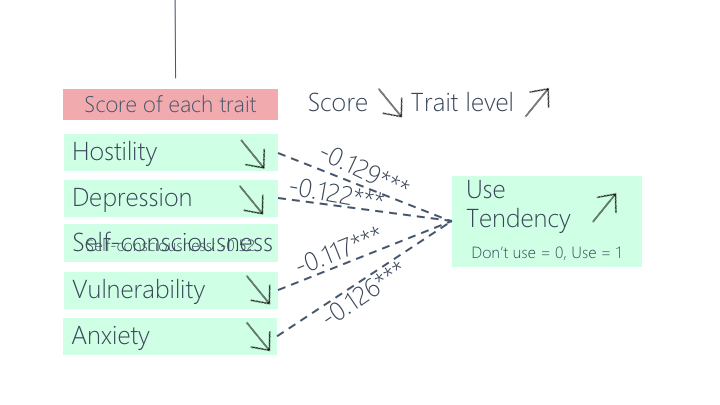 Score of each trait
Score Trait level
Hostility
Depression
Self-consciousness
Vulnerability
Anxiety
-0.129***
-0.122***
-0.117***
-0.126***
Use
Tendency
Don't use = 0, Use = 1